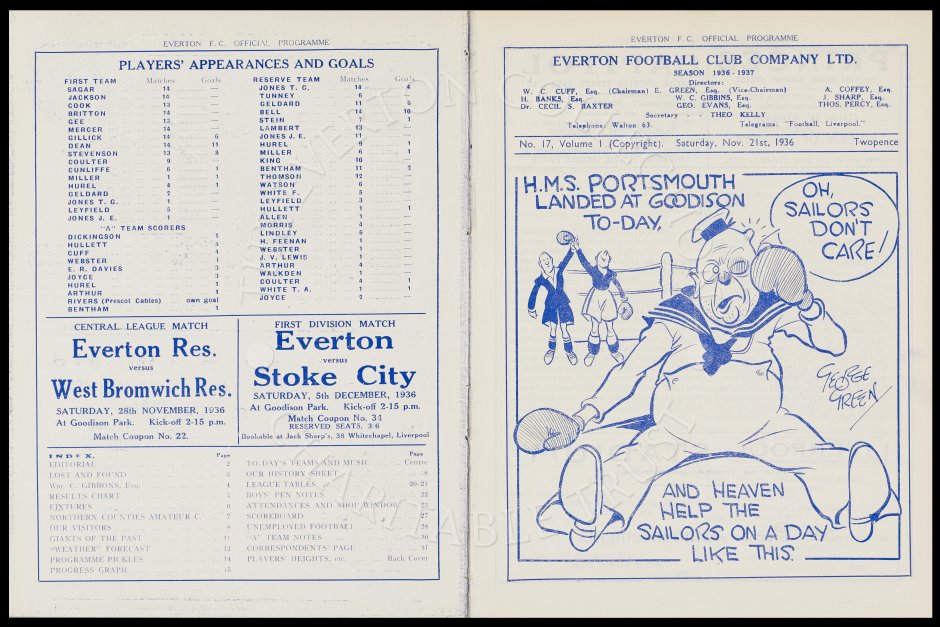 EVERTON F.C. OFFICIAL PROGRAMME
PLAYERS' APPEARANCES AND GOALS
FIRST TEAM Matches Goals
SAGAR 14 —
JACKSON 14 —
COOK 13 —
BRITTON 14 —
GEE 13 —
MERCER 14 —
GILLICK 14 6
DEAN 14 11
STEVENSON 13 8
COULTER 9 —
CUNLIFFE 6 1
MILLER 1 1
HUREL 4 1
GELDARD 2 —
JONES T. G. 1 —
LEYFIELD 5 —
JONES J. E. 1 —
"A" TEAM SCORERS
DICKINGSON 1
HULLETT 5
CUFF 4
WEBSTER 1
E. R. DAVIES 3
JOYCE 3
HUREL 1
ARTHUR 1
RIVERS (Prescot Cables) own goal
BENTHAM 1
RESERVE TEAM Matches Goals
JONES T. G. 14 4
TUNNEY 6 —
GELDARD 11 6
BELL 14 10
STEIN 7 1
LAMBERT 13 —
JONES J. E. 11 —
HUREL 9 1
MILLER 6 1
KING 10 —
BENTHAM 11 2
THOMSON 12 —
WATSON 6 —
WHITE F. 5 —
LEYFIELD 3 —
HULLETT 1 1
ALLEN 1 —
MORRIS 4 —
LINDLEY 6 —
H. FEENAN 1 —
WEBSTER 1 —
J. V. LEWIS 1 —
ARTHUR 4 —
WALKDEN 1 —
COULTER 4 1
WHITE T. A. 1 1
JOYCE 2 —
CENTRAL LEAGUE MATCH
Everton Res.
versus
West Bromwich Res.
SATURDAY, 28th NOVEMBER, 1936
At Goodison Park. Kick-off 2-15 p.m.
Match Coupon No. 22.
FIRST DIVISION MATCH
Everton
versus
Stoke City
SATURDAY, 5th DECEMBER, 1936
At Goodison Park. Kick-off 2-15 p.m.
Match Coupon No. 34
RESERVED SEATS, 3/6
Bookable at Jack Sharp's, 38 Whitechapel, Liverpool
INDEX. Page
EDITORIAL 2
LOST AND FOUND 3
Wm. C. GIBBONS, Esq. 4
RESULTS CHART 5
FIXTURES 6
NORTHERN COUNTIES AMATEUR C. 7
OUR VISITORS 8
GIANTS OF THE PAST 11
"WEATHER" FORECAST 12
PROGRAMME PICKLES 14
PROGRESS GRAPH 15
Page
TO-DAY'S TEAMS AND MUSIC Centre
OUR HISTORY SHEET 18
LEAGUE TABLES 20-21
BOYS' PEN NOTES 22
ATTENDANCES AND SHOP WINDOW 25
SCOREBOARD 27
UNEMPLOYED FOOTBALL 28
"A" TEAM NOTES 30
CORRESPONDENTS' PAGE 31
PLAYERS' HEIGHTS, etc. Back Cover
EVERTON F.C. OFFICIAL PROGRAMME
EVERTON FOOTBALL CLUB COMPANY LTD.
SEASON 1936-1937
Directors:
W. C. CUFF, Esq. (Chairman) E. GREEN, Esq. (Vice-Chairman) A. COFFEY, Esq.
H. BANKS, Esq. W. C. GIBBINS, Esq. J. SHARP, Esq.
Dr. CECIL S. BAXTER GEO. EVANS, Esq. THOS. PERCY, Esq.
Secretary - - THEO KELLY
Telephone: Walton 63. Telegrams: "Football, Liverpool."
No. 17, Volume 1 (Copyright). Saturday, Nov. 21st, 1936 Twopence
H.M.S. PORTSMOUTH
LANDED AT GOODISON
TO-DAY.
OH,
SAILORS
DON'T
CARE!
GEORGE
GREEN
AND HEAVEN
HELP THE
SAILORS ON A DAY
LIKE THIS.